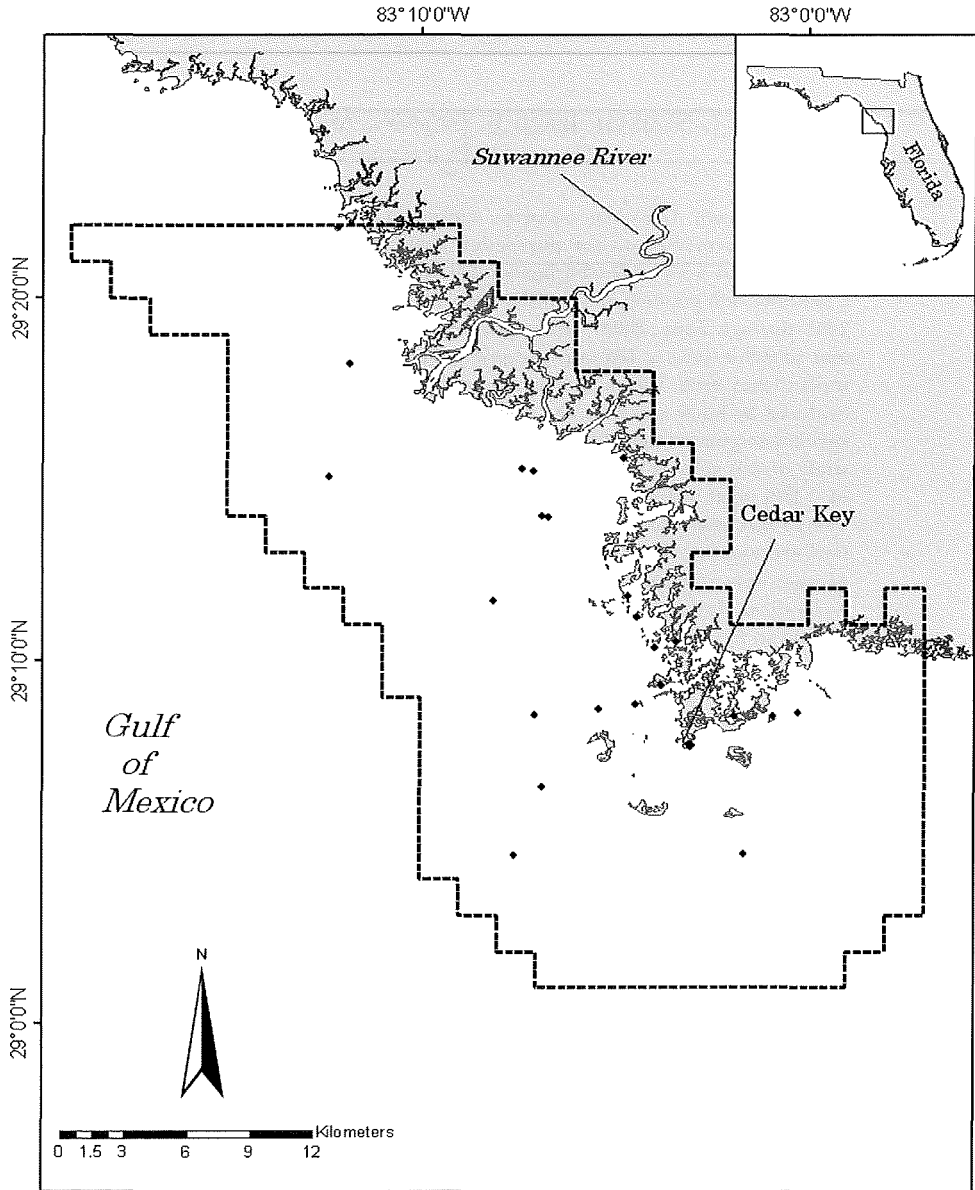 83°10'0"W
83°0'0"W
Suwannee River
Florida
29°20'0"N
Cedar Key
29°10'0"N
Gulf
of
Mexico
N
29°0'0"N
Kilometers
0 1.5 3 6 9 12